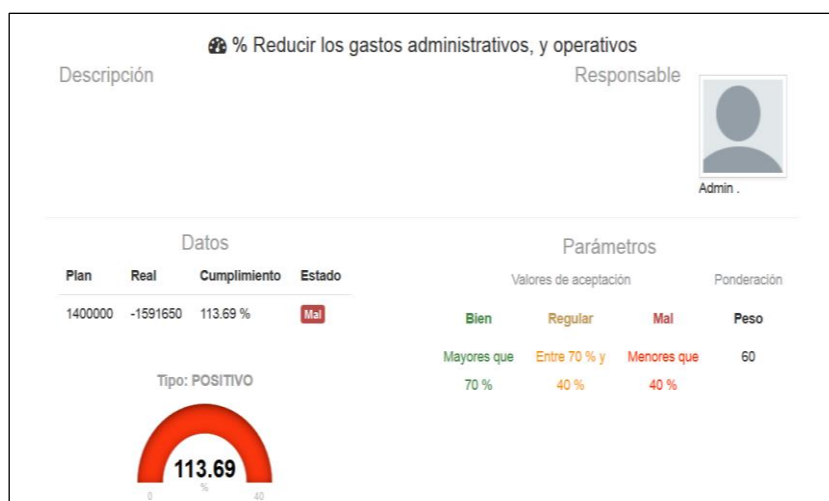 % Reducir los gastos administrativos, y operativos
Descripción
Responsable
Admin .
Datos
Plan Real Cumplimiento Estado
1400000 -1591650 113.69 % Mal
Tipo: POSITIVO
113.69
%
0 40
Parámetros
Valores de aceptación Ponderación
Bien Regular Mal Peso
Mayores que Entre 70 % y Menores que 60
70 % 40 % 40 %